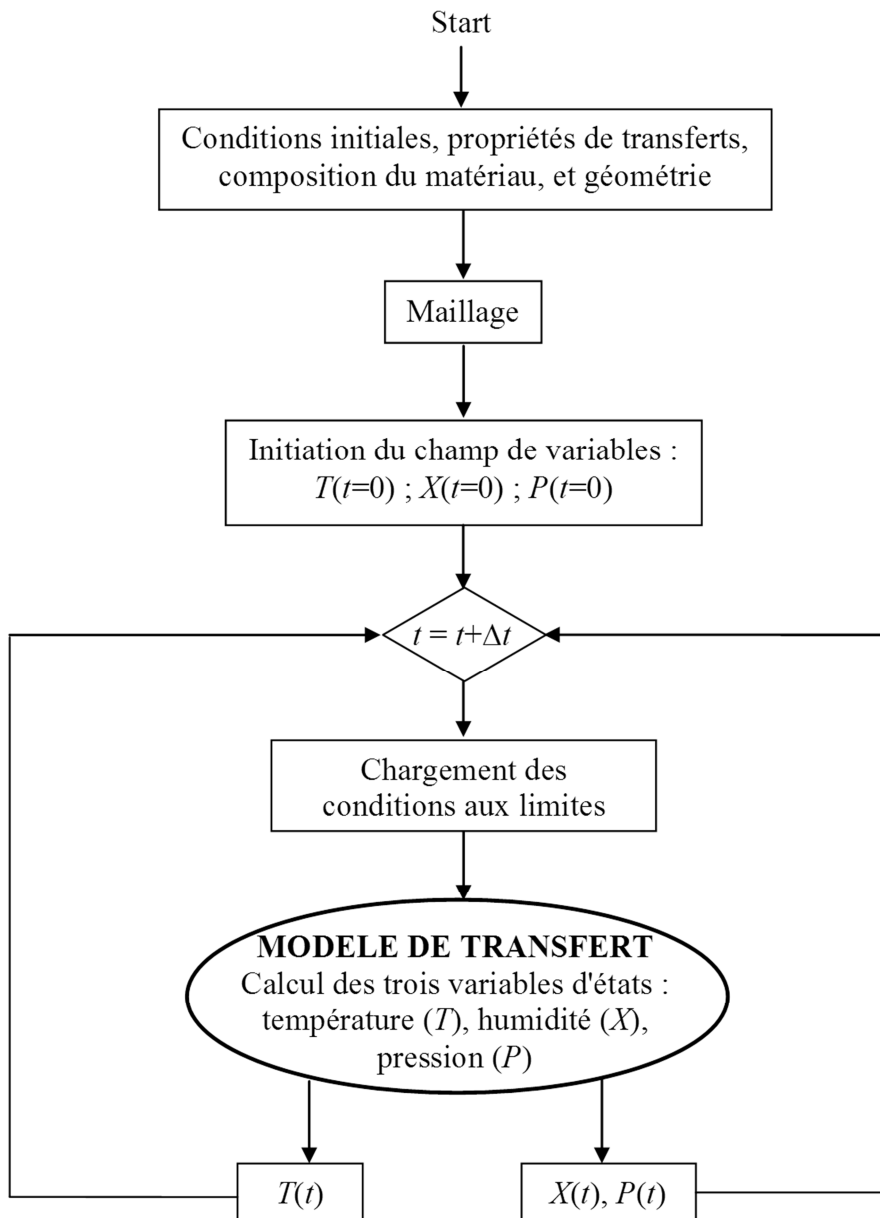 Start
Conditions initiales, propriétés de transferts,
composition du matériau, et géométrie
Maillage
Initiation du champ de variables :
T(t=0) ; X(t=0) ; P(t=0)
t = t+Δt
Chargement des
conditions aux limites
MODELE DE TRANSFERT
Calcul des trois variables d'états :
température (T), humidité (X),
pression (P)
T(t)
X(t), P(t)